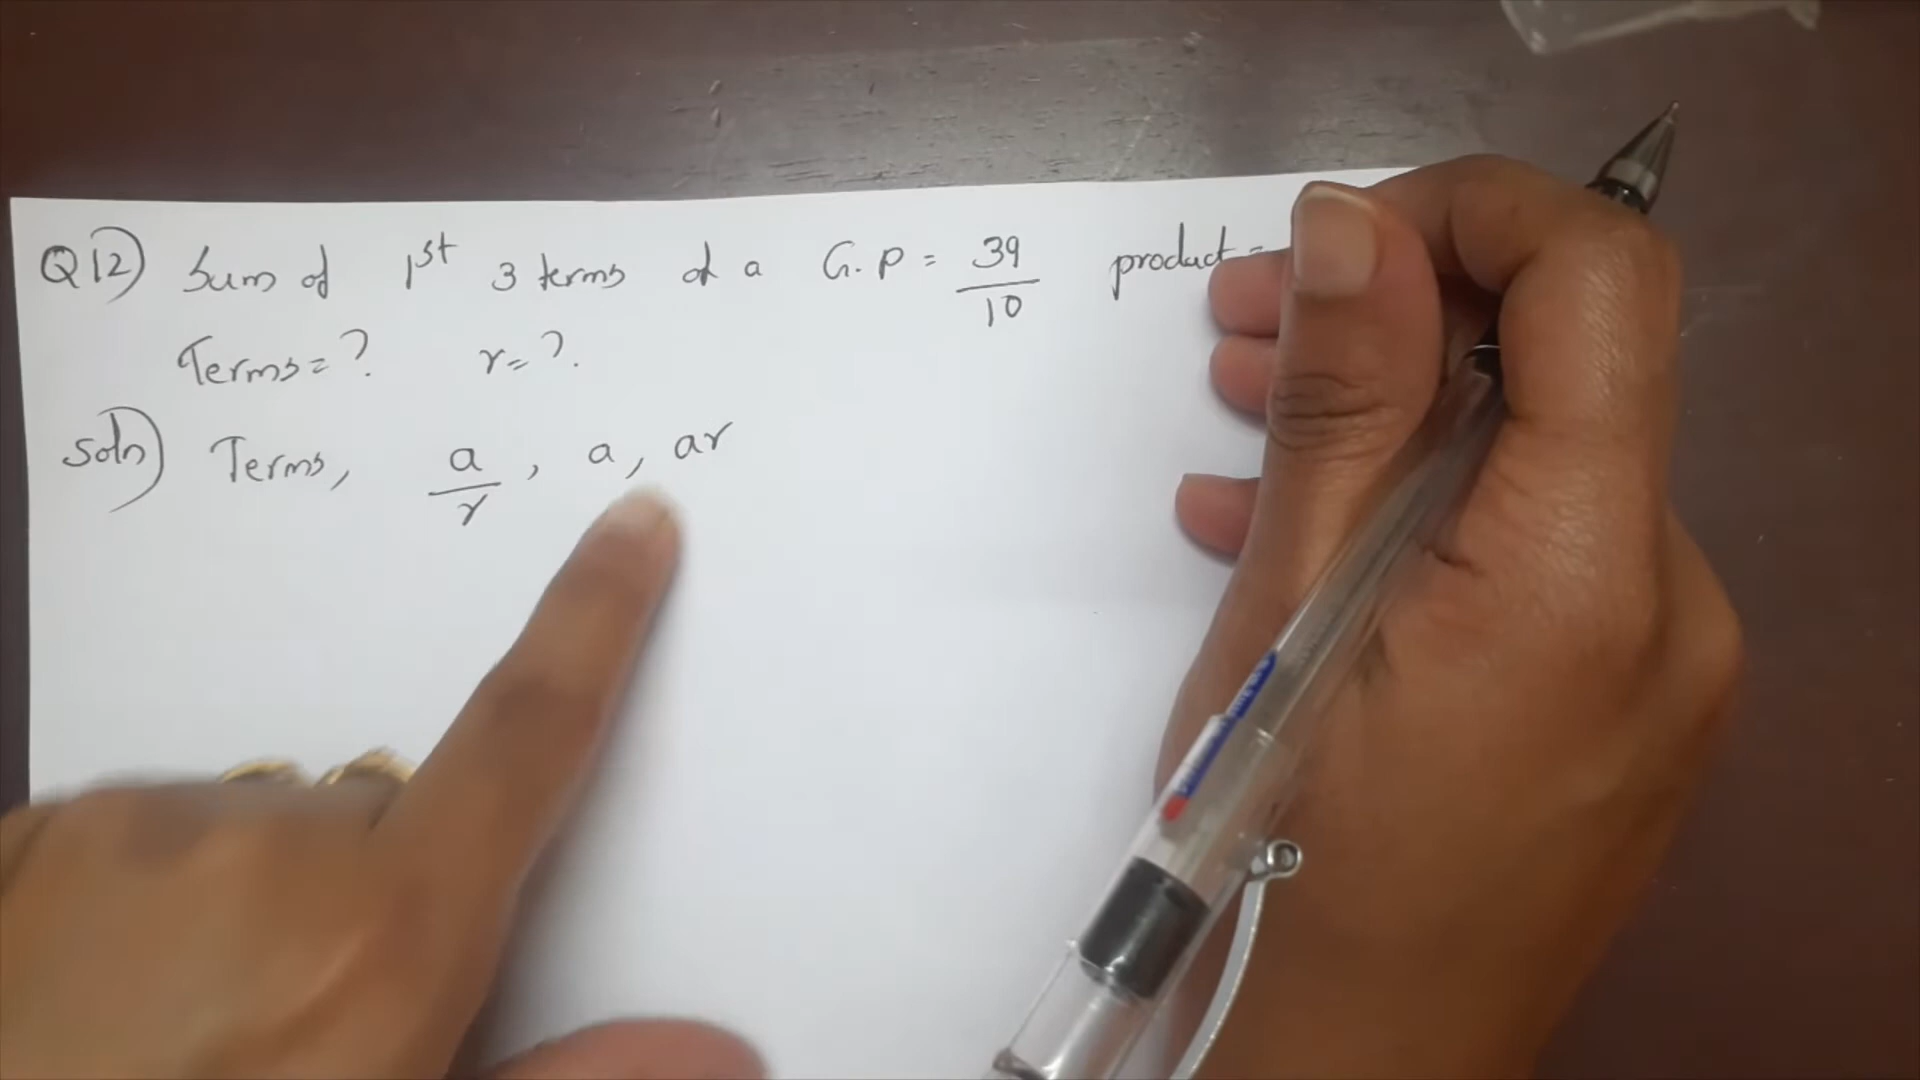 Q12) Sum of 1st 3 terms of a G.P = 39/10 product =
Terms = ? r = ?.
Soln) Terms, a/r, a, ar